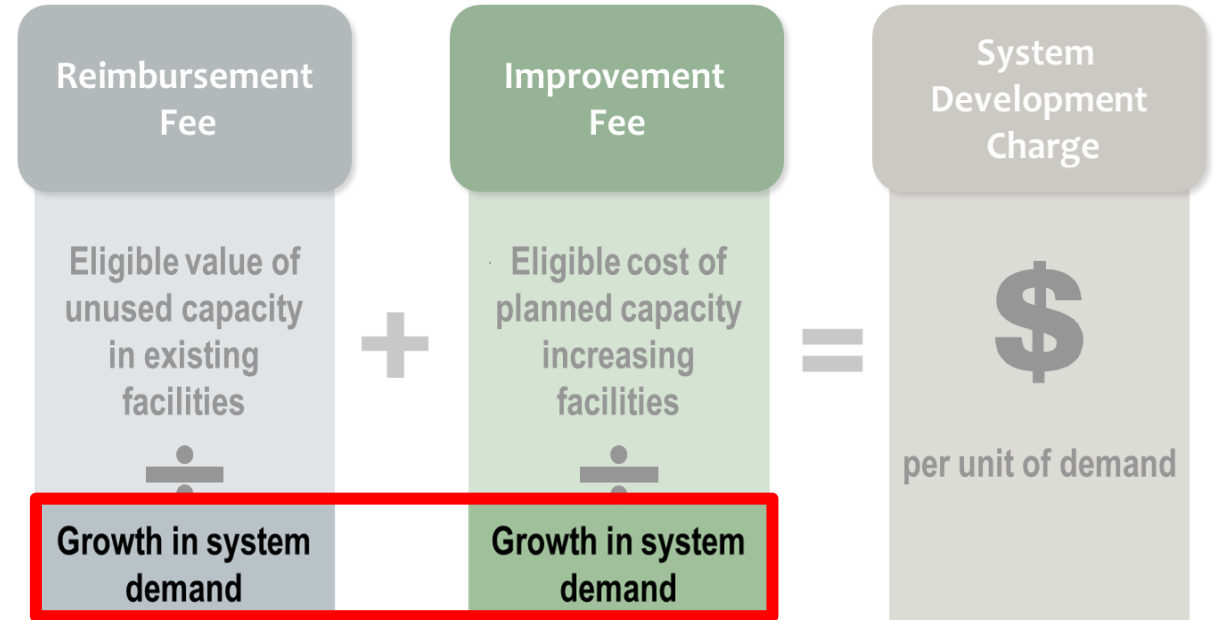 Reimbursement
Fee
Eligible value of
unused capacity
in existing
facilities
÷
Growth in system
demand
+
Improvement
Fee
Eligible cost of
planned capacity
increasing
facilities
÷
Growth in system
demand
=
System
Development
Charge
$
per unit of demand